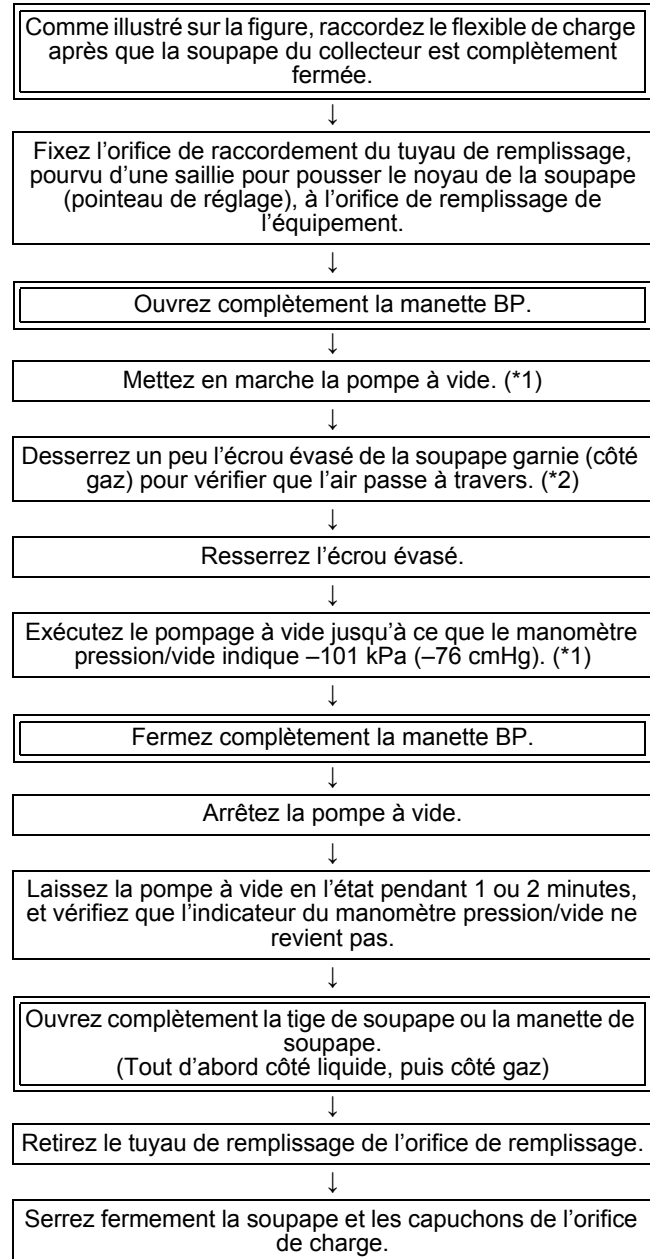 Comme illustré sur la figure, raccordez le flexible de charge
après que la soupape du collecteur est complètement
fermée.
↓
Fixez l’orifice de raccordement du tuyau de remplissage,
pourvu d’une saillie pour pousser le noyau de la soupape
(pointeau de réglage), à l’orifice de remplissage de
l’équipement.
↓
Ouvrez complètement la manette BP.
↓
Mettez en marche la pompe à vide. (*1)
↓
Desserrez un peu l’écrou évasé de la soupape garnie (côté
gaz) pour vérifier que l’air passe à travers. (*2)
↓
Resserrez l’écrou évasé.
↓
Exécutez le pompage à vide jusqu’à ce que le manomètre
pression/vide indique –101 kPa (–76 cmHg). (*1)
↓
Fermez complètement la manette BP.
↓
Arrêtez la pompe à vide.
↓
Laissez la pompe à vide en l’état pendant 1 ou 2 minutes,
et vérifiez que l’indicateur du manomètre pression/vide ne
revient pas.
↓
Ouvrez complètement la tige de soupape ou la manette de
soupape.
(Tout d’abord côté liquide, puis côté gaz)
↓
Retirez le tuyau de remplissage de l’orifice de remplissage.
↓
Serrez fermement la soupape et les capuchons de l’orifice
de charge.